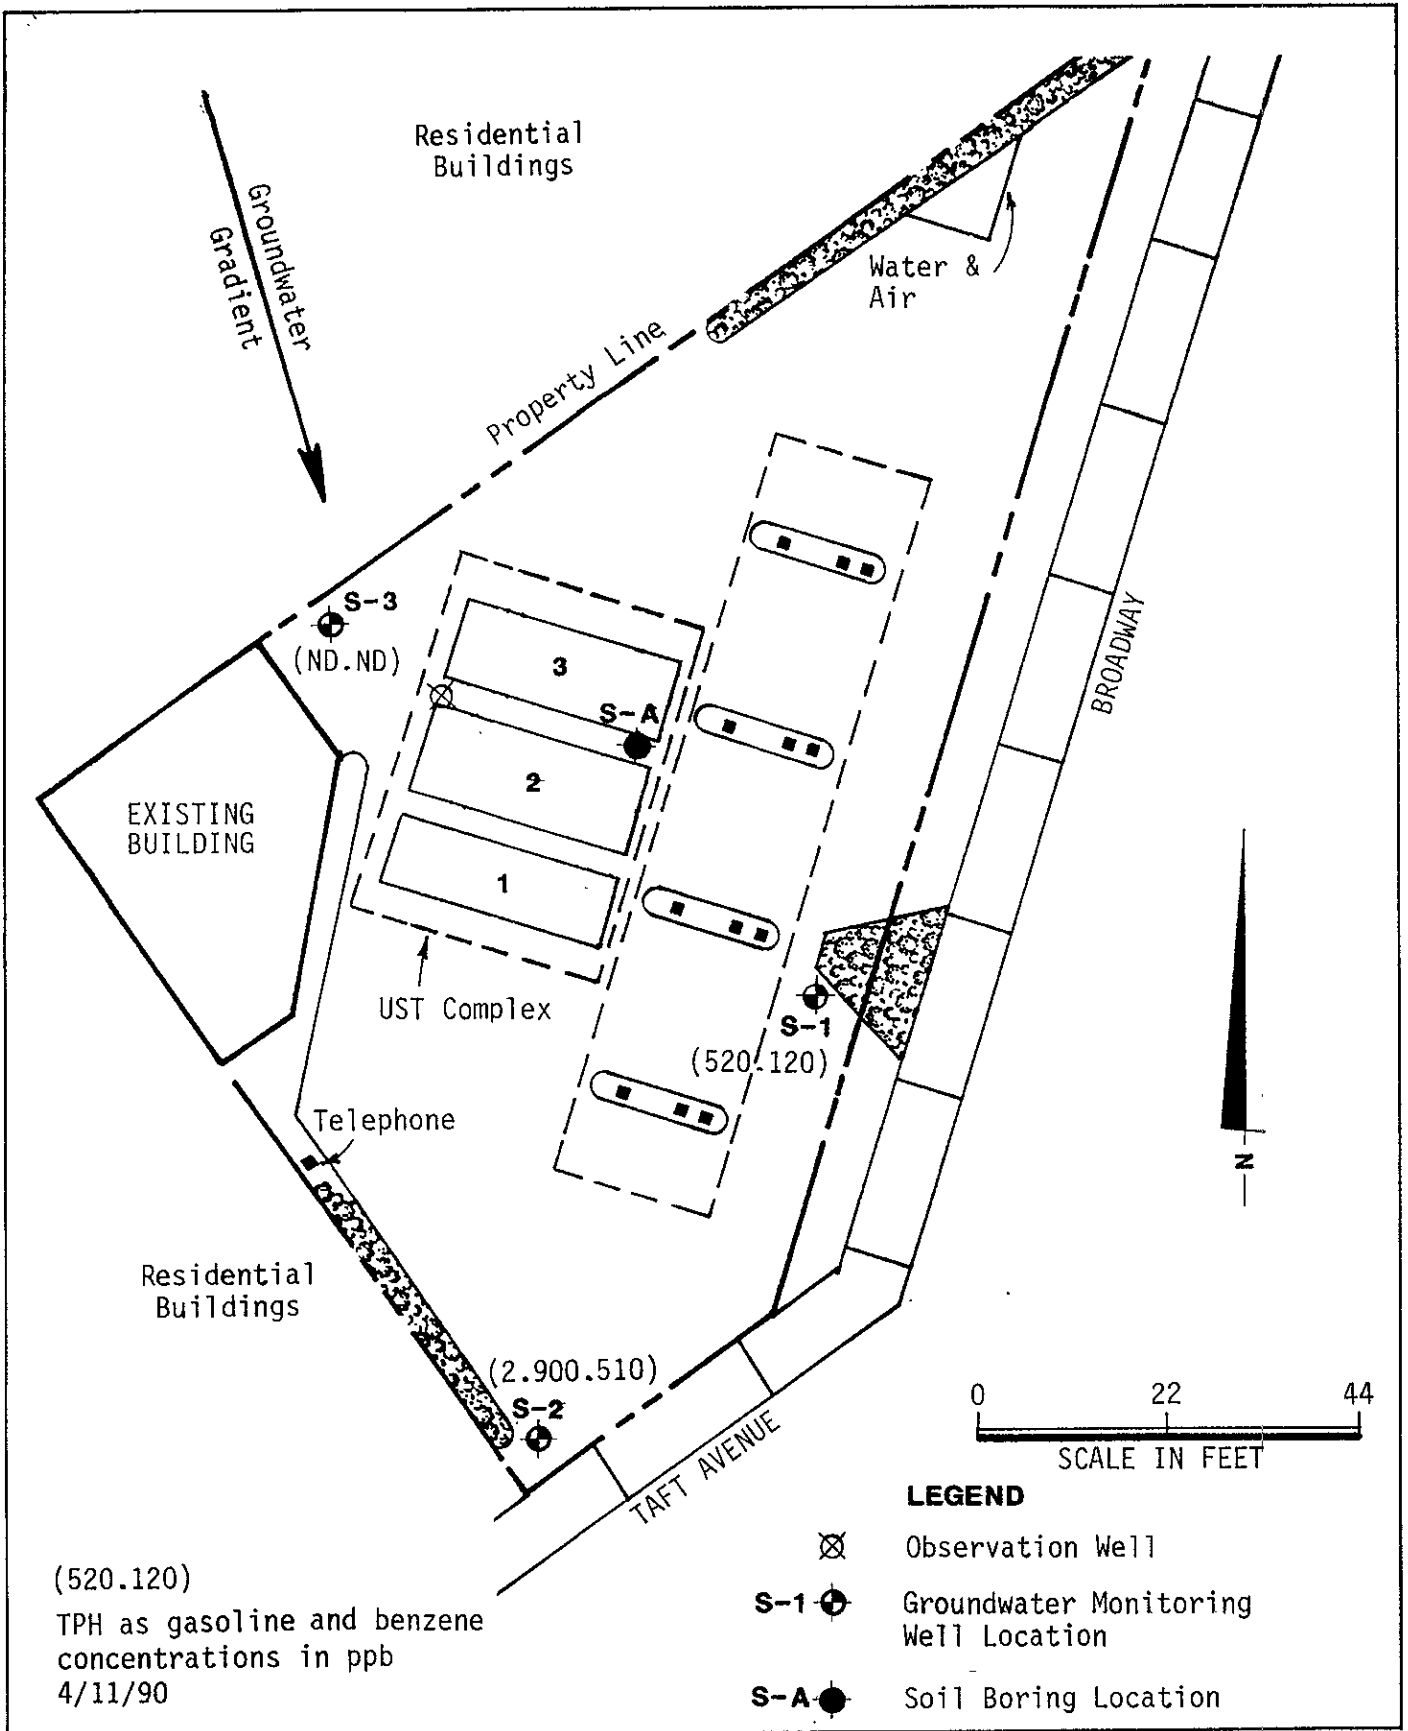 Residential
Buildings
Groundwater
Gradient
Water &
Air
Property Line
S-3
(ND.ND)
3
S-A
2
1
EXISTING
BUILDING
BROADWAY
UST Complex
S-1
(520.120)
Telephone
N
Residential
Buildings
(2.900.510)
S-2
TAFT AVENUE
0 22 44
SCALE IN FEET
LEGEND
Observation Well
S-1 Groundwater Monitoring
Well Location
S-A Soil Boring Location
(520.120)
TPH as gasoline and benzene
concentrations in ppb
4/11/90